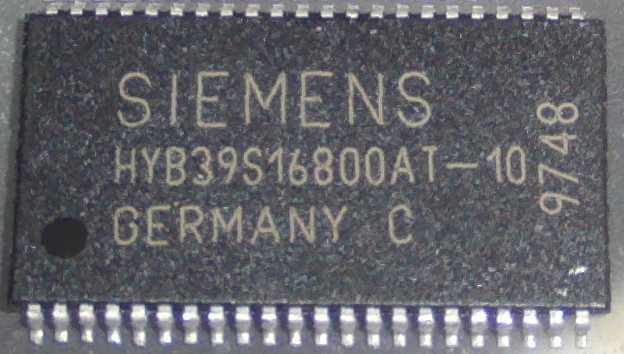 SIEMENS
HYB39S16800AT-10
GERMANY C
9748